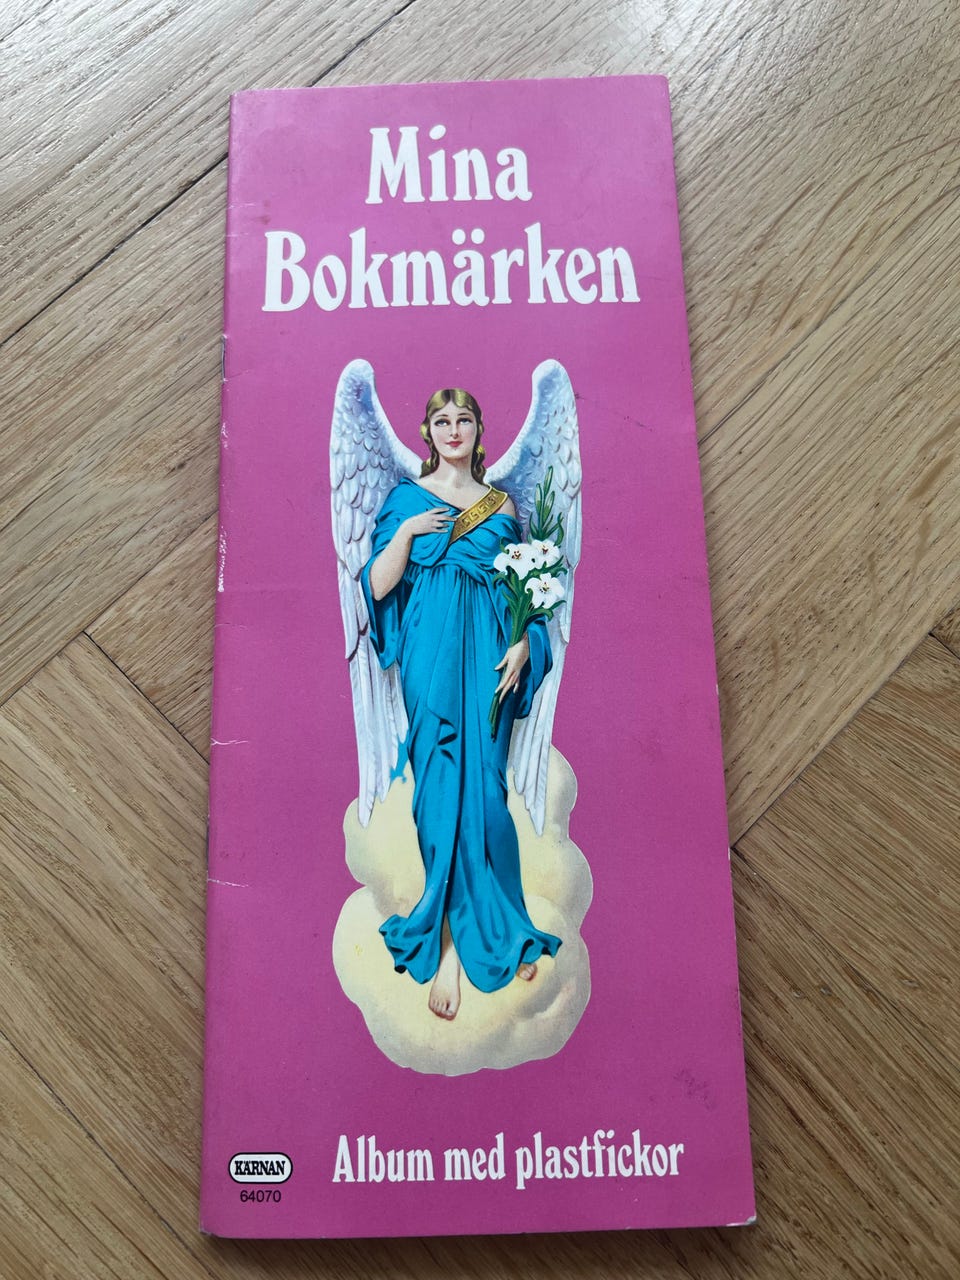 Mina
Bokmärken
Album med plastfickor
KÄRNAN
64070